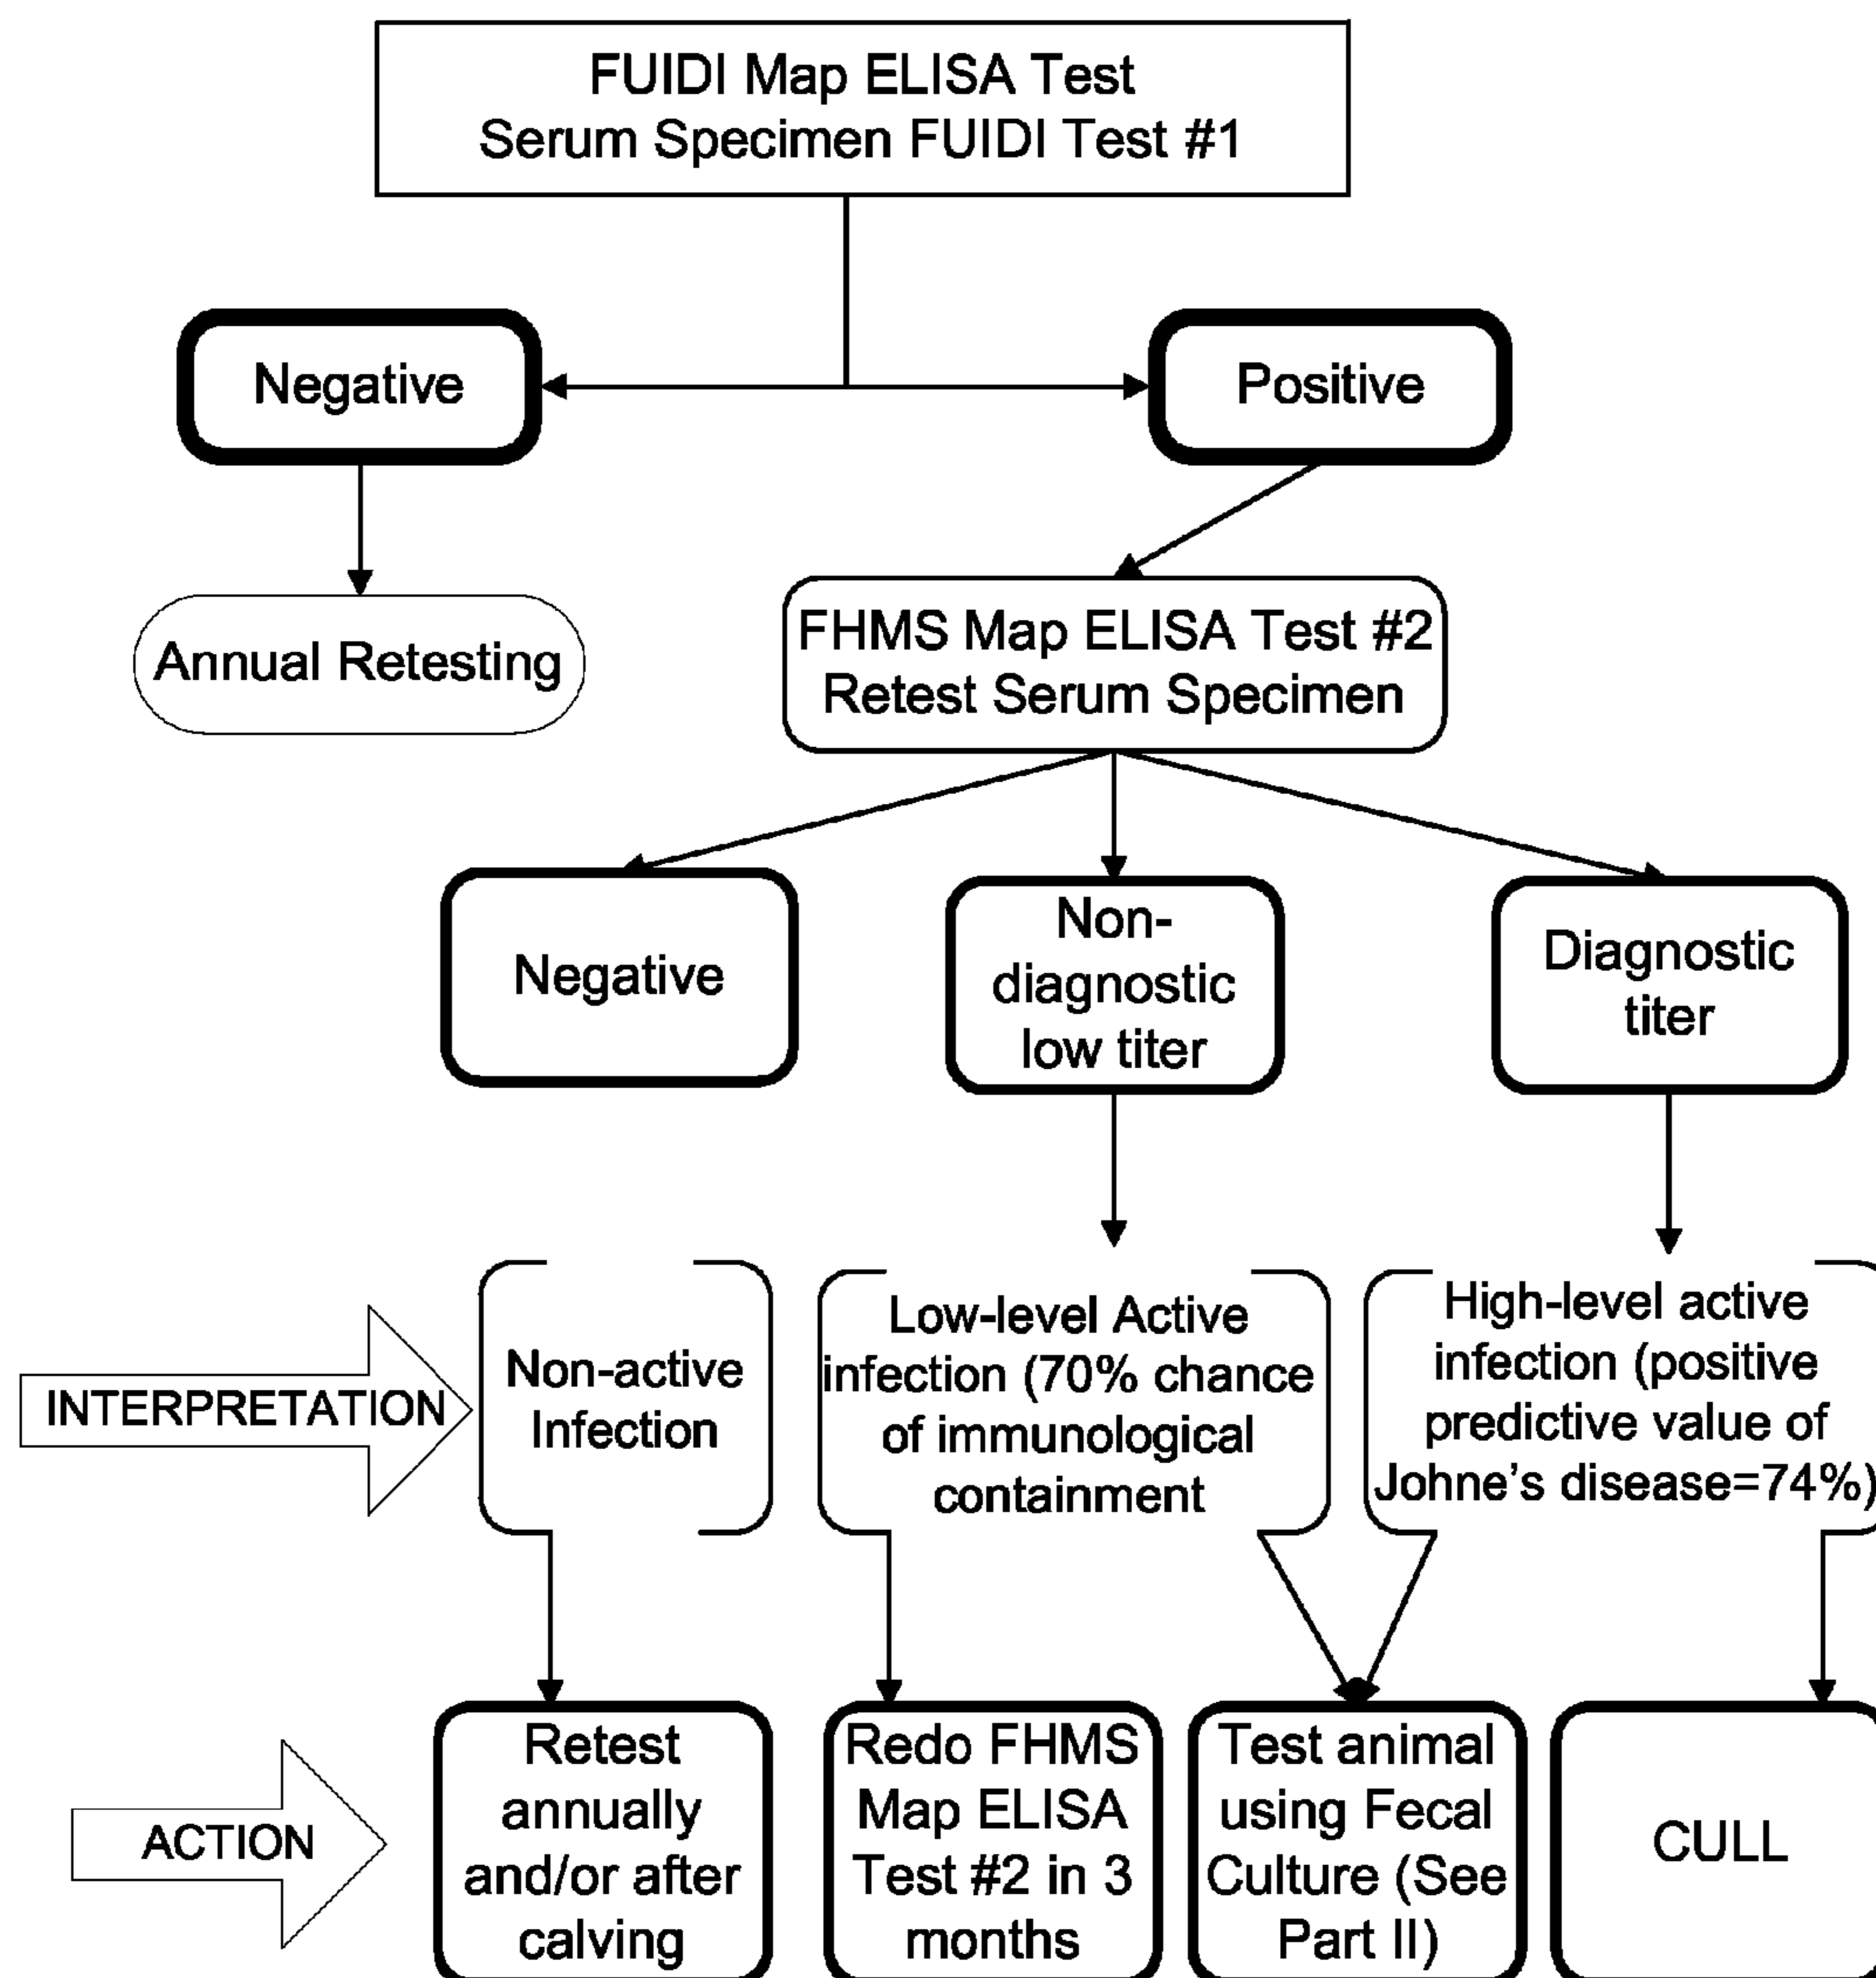 FUIDI Map ELISA Test
Serum Specimen FUIDI Test #1
Negative
Positive
Annual Retesting
FHMS Map ELISA Test #2
Retest Serum Specimen
Negative
Non-
diagnostic
low titer
Diagnostic
titer
INTERPRETATION
Non-active
Infection
Low-level Active
infection (70% chance
of immunological
containment
High-level active
infection (positive
predictive value of
Johne's disease=74%)
ACTION
Retest
annually
and/or after
calving
Redo FHMS
Map ELISA
Test #2 in 3
months
Test animal
using Fecal
Culture (See
Part II)
CULL